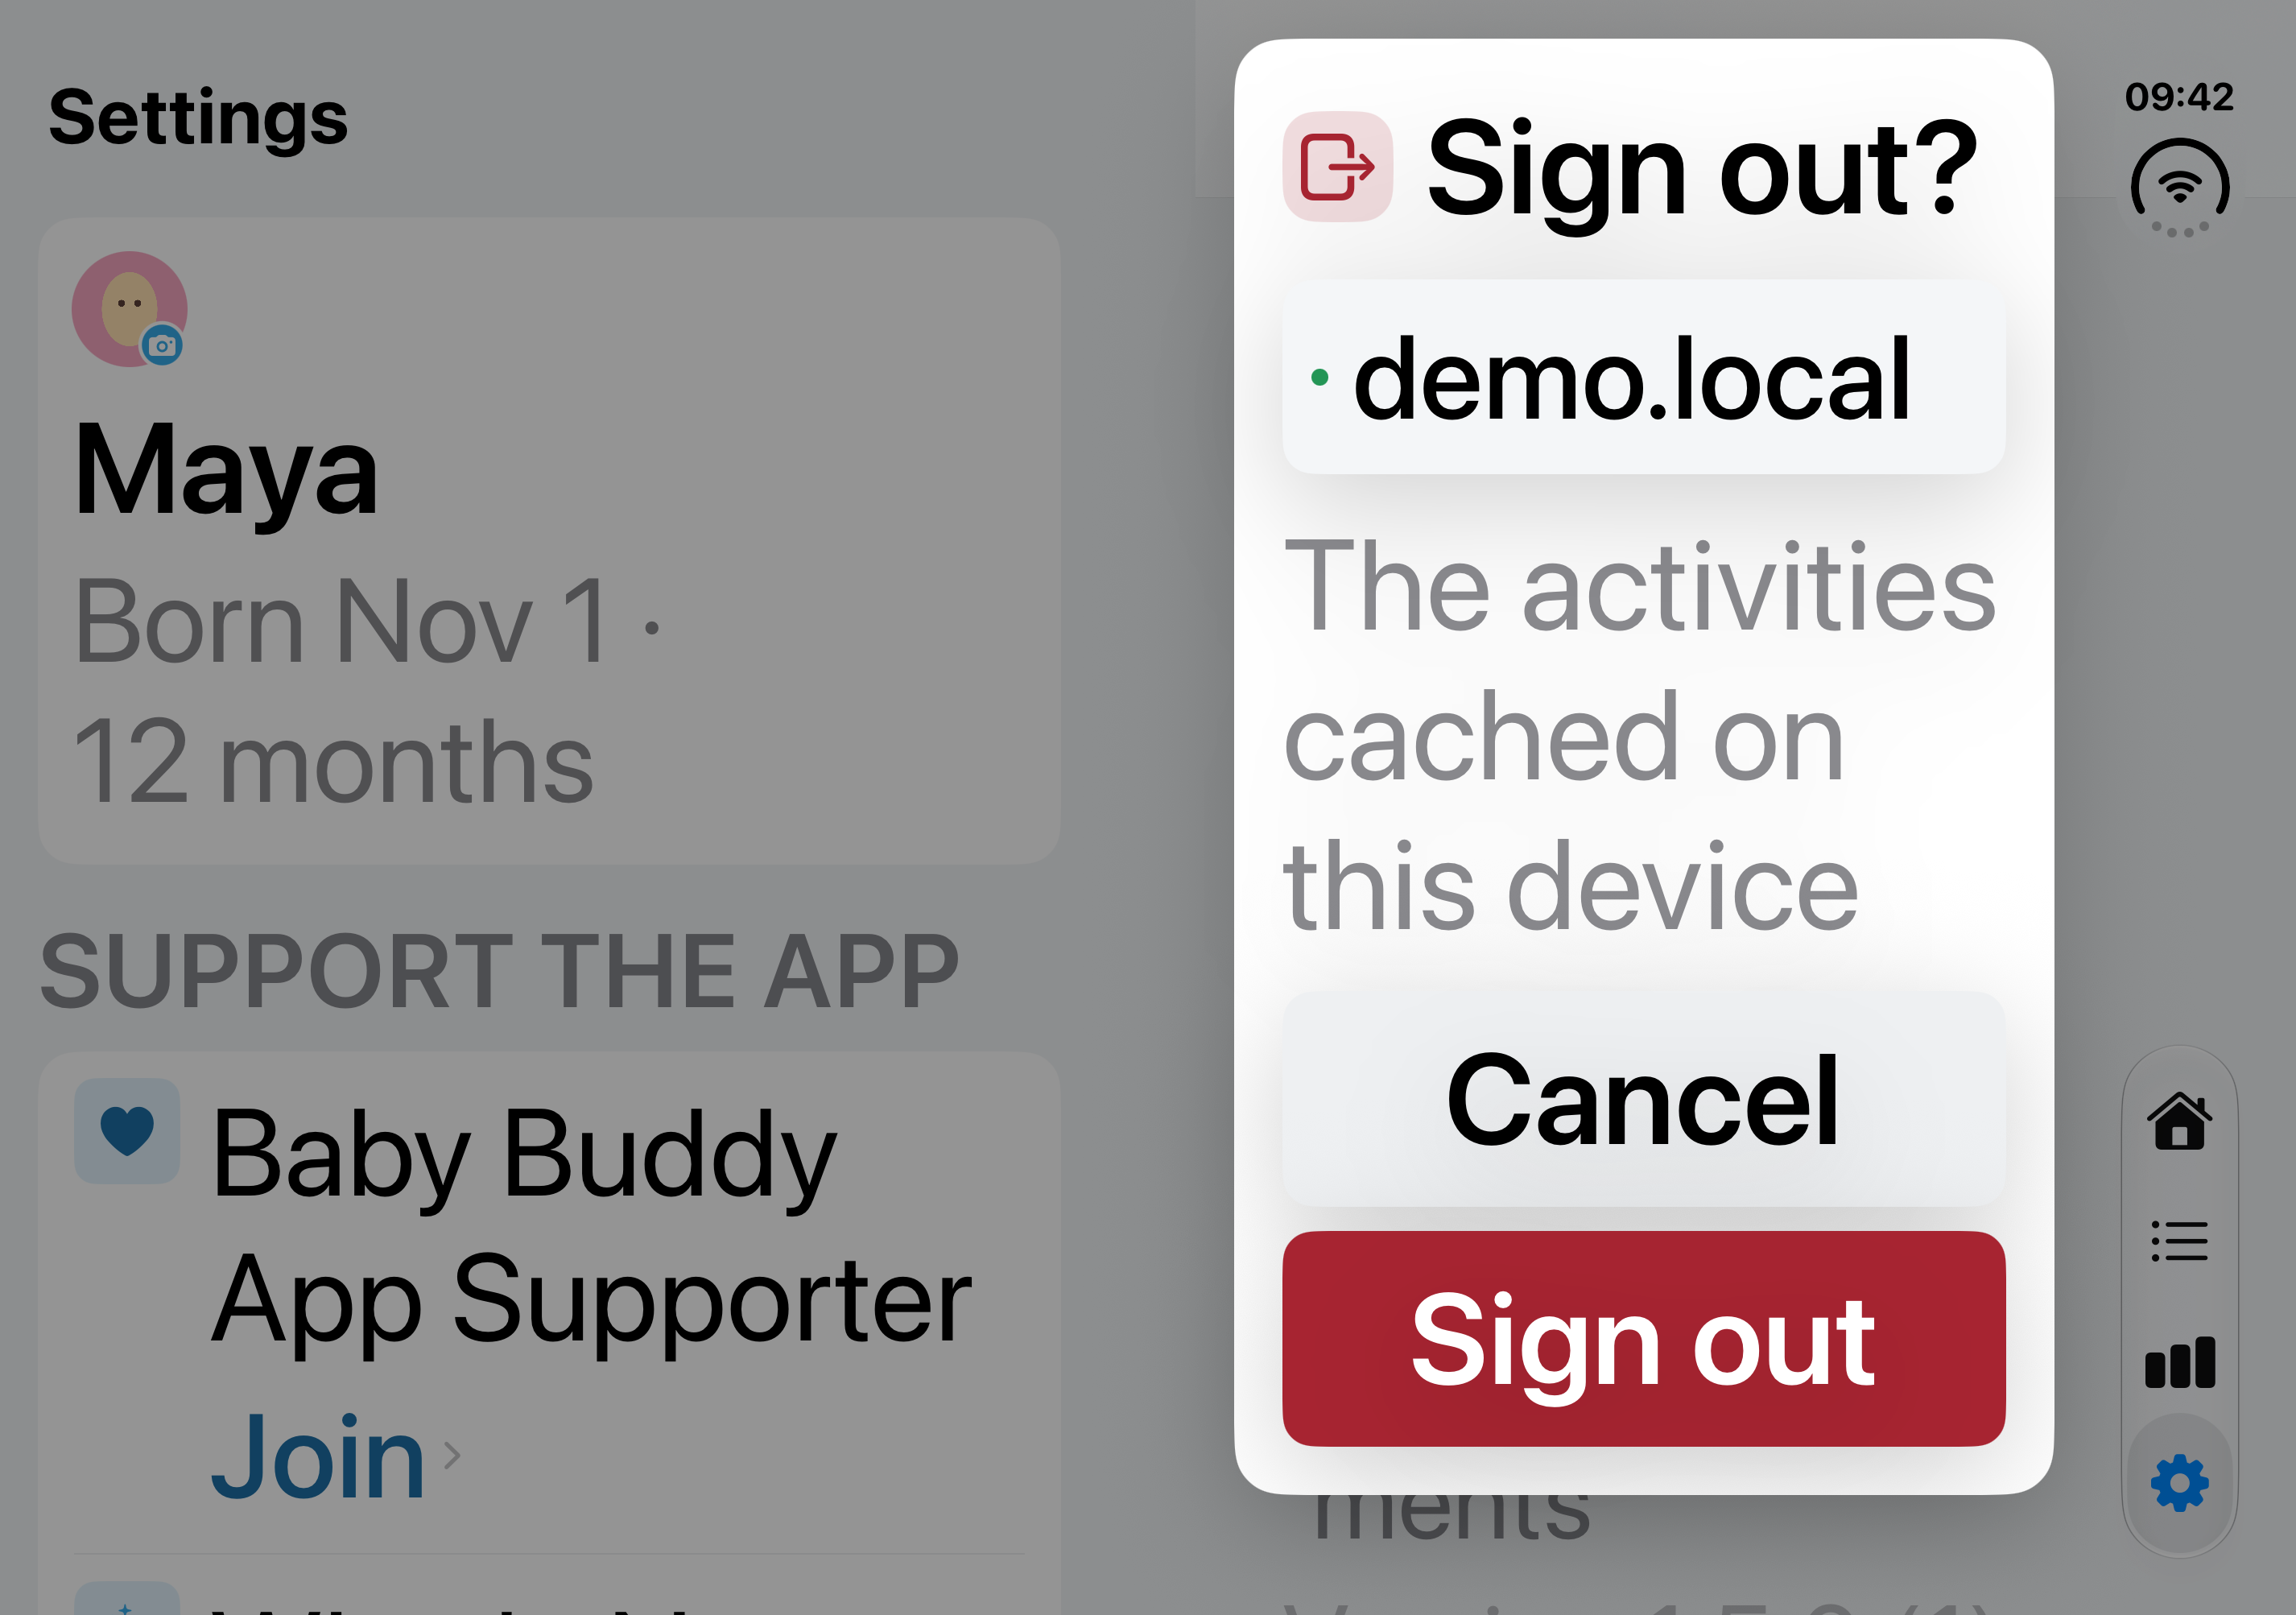 Settings
Maya
Born Nov 1 ·
12 months
SUPPORT THE APP
Baby Buddy
App Supporter
Join
Sign out?
demo.local
The activities
cached on
this device
Cancel
Sign out
ments
09:42